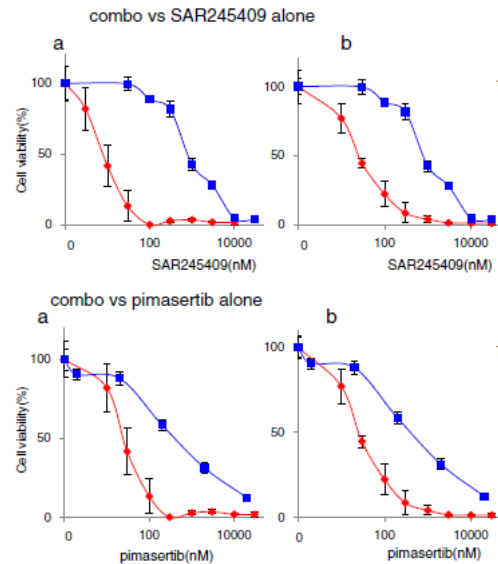 combo vs SAR245409 alone
a b
100 100
Cell viability(%)
50 50
0 0
0 100 10000 0 100 10000
SAR245409(nM) SAR245409(nM)
combo vs pimasertib alone
a b
100 100
Cell viability(%)
50 50
0 0
0 100 10000 0 100 10000
pimasertib(nM) pimasertib(nM)